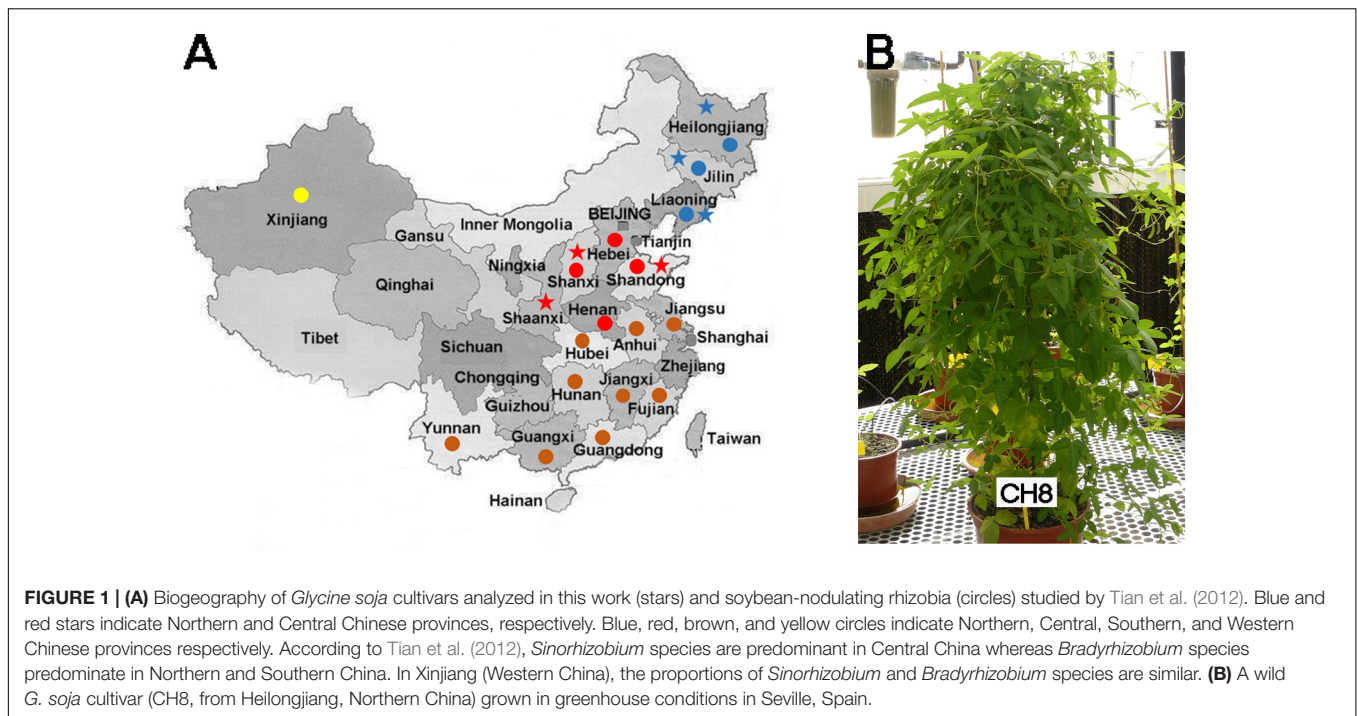 A
B
Heilongjiang
Jilin
Liaoning
BEIJING
Inner Mongolia
Xinjiang
Gansu
Tianjin
Hebei
Ningxia
Shanxi
Shandong
Qinghai
Shaanxi
Henan
Jiangsu
Tibet
Shanghai
Anhui
Hubei
Sichuan
Zhejiang
Chongqing
Hunan
Jiangxi
Guizhou
Fujian
Yunnan
Guangxi
Guangdong
Taiwan
Hainan
CH8
FIGURE 1 | (A) Biogeography of Glycine soja cultivars analyzed in this work (stars) and soybean-nodulating rhizobia (circles) studied by Tian et al. (2012). Blue and
red stars indicate Northern and Central Chinese provinces, respectively. Blue, red, brown, and yellow circles indicate Northern, Central, Southern, and Western
Chinese provinces respectively. According to Tian et al. (2012), Sinorhizobium species are predominant in Central China whereas Bradyrhizobium species
predominate in Northern and Southern China. In Xinjiang (Western China), the proportions of Sinorhizobium and Bradyrhizobium species are similar. (B) A wild
G. soja cultivar (CH8, from Heilongjiang, Northern China) grown in greenhouse conditions in Seville, Spain.